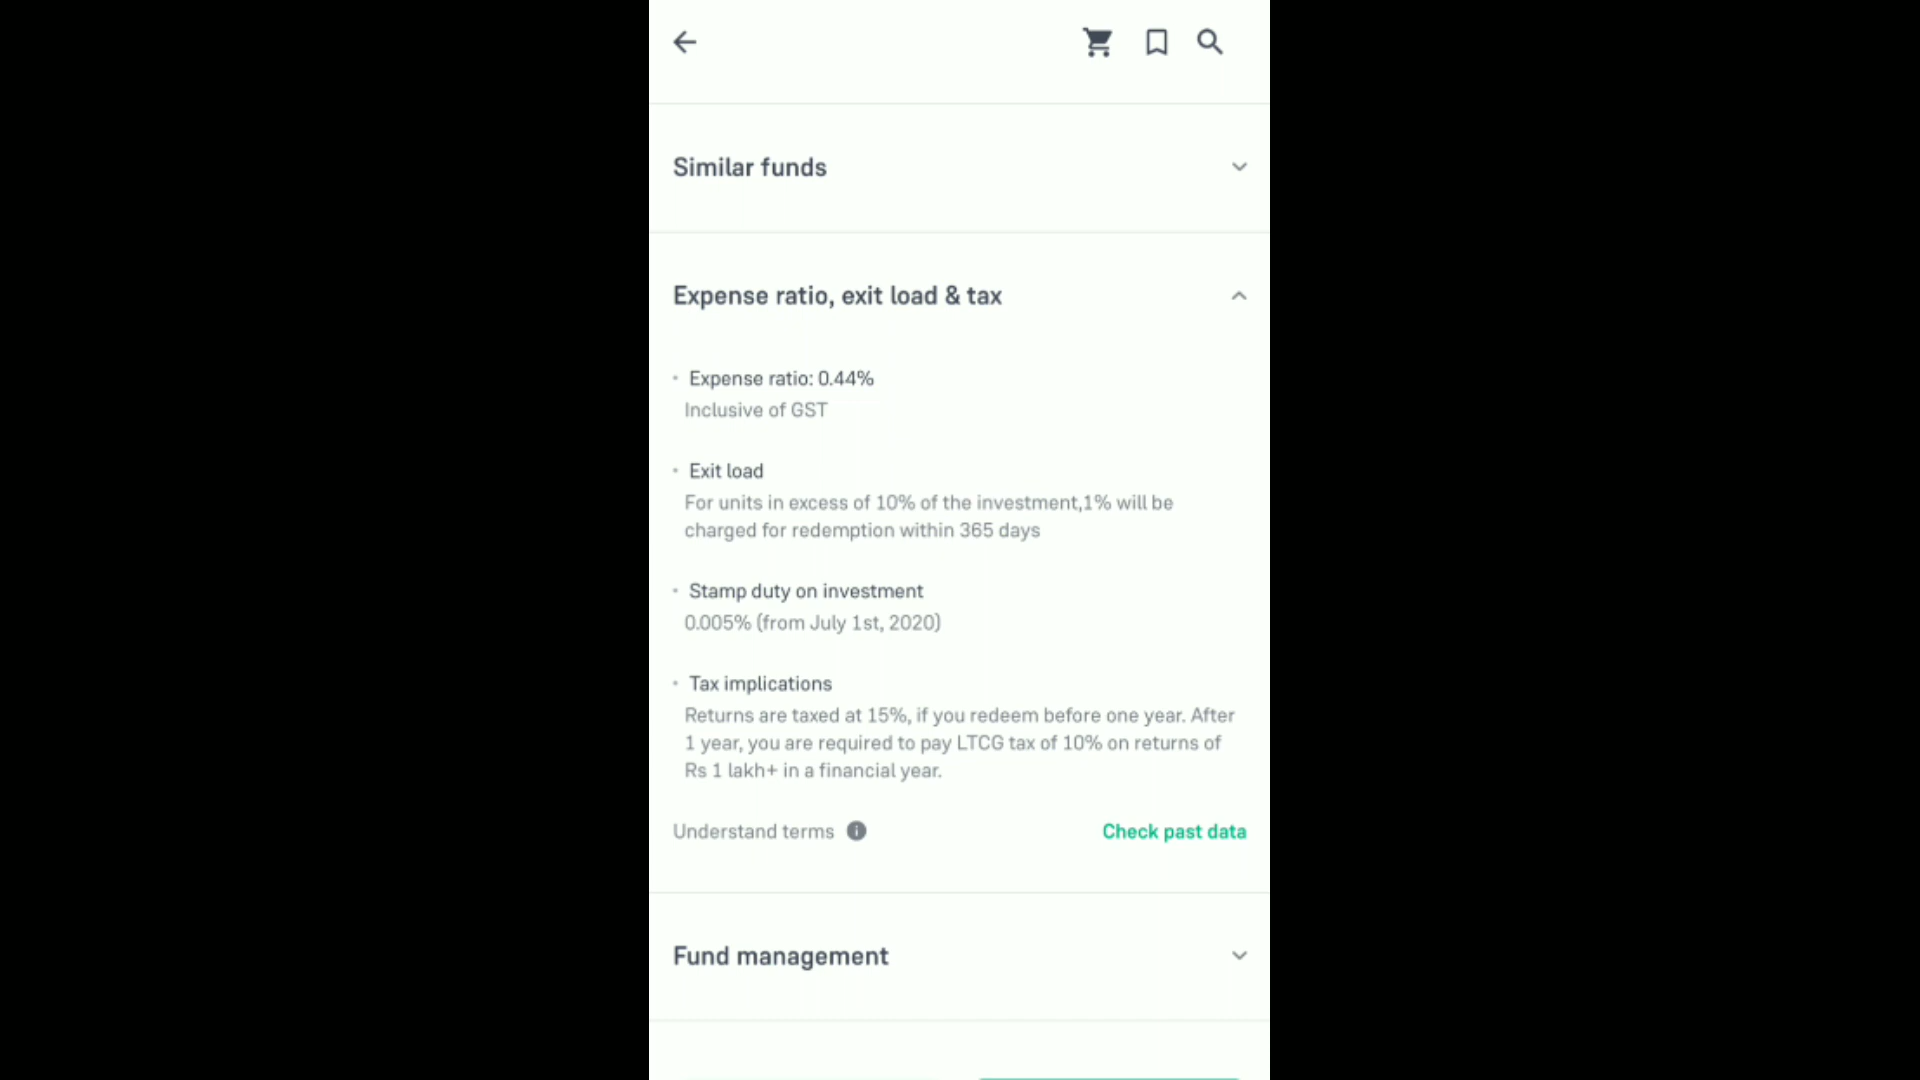 Similar funds
Expense ratio, exit load & tax
• Expense ratio: 0.44%
Inclusive of GST
• Exit load
For units in excess of 10% of the investment,1% will be
charged for redemption within 365 days
• Stamp duty on investment
0.005% (from July 1st, 2020)
• Tax implications
Returns are taxed at 15%, if you redeem before one year. After
1 year, you are required to pay LTCG tax of 10% on returns of
Rs 1 lakh+ in a financial year.
Understand terms
Check past data
Fund management